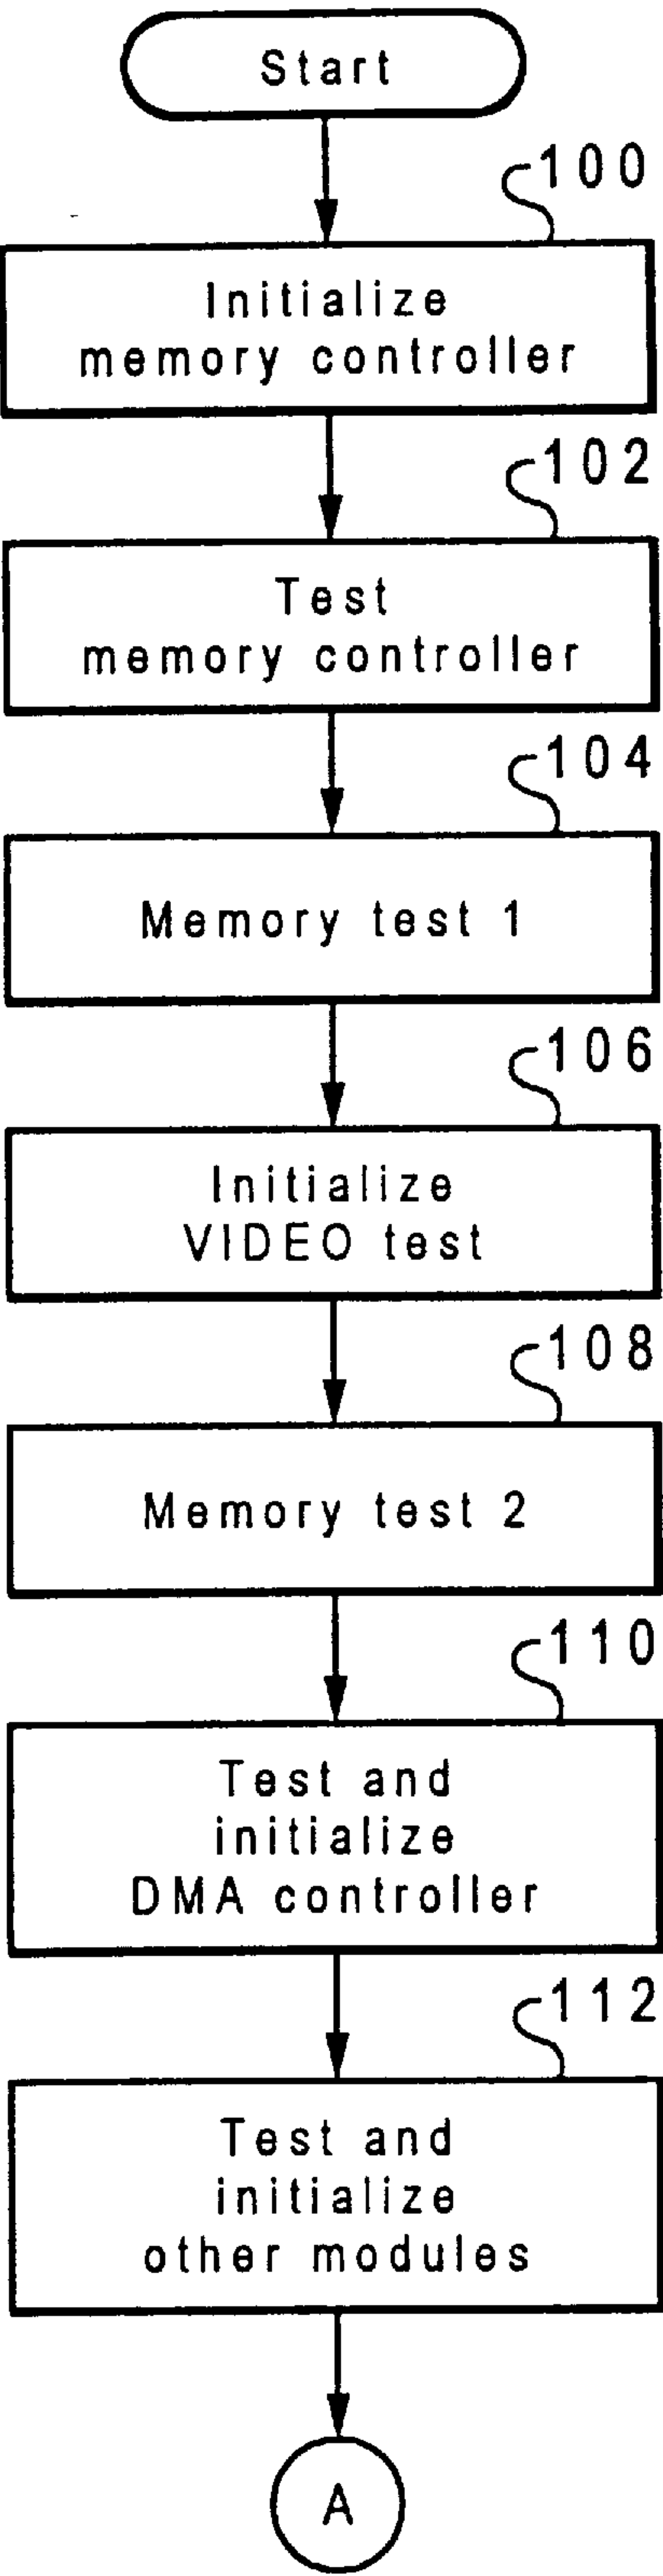 Start
100
Initialize
memory controller
102
Test
memory controller
104
Memory test 1
106
Initialize
VIDEO test
108
Memory test 2
110
Test and
initialize
DMA controller
112
Test and
initialize
other modules
A